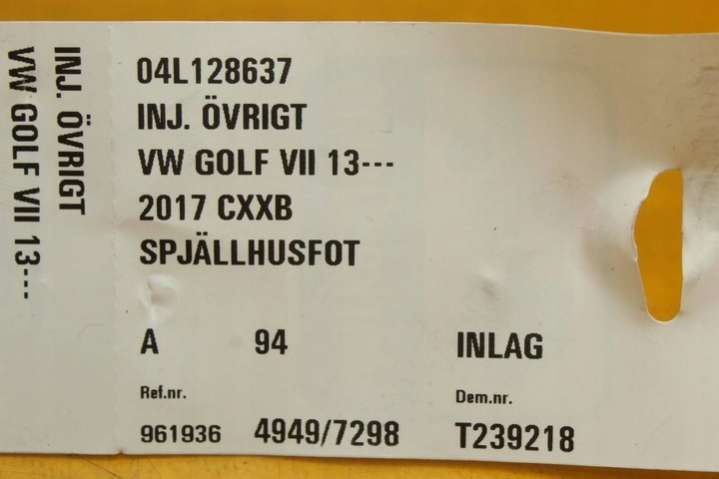 INJ. ÖVRIGT
VW GOLF VII 13---
04L128637
INJ. ÖVRIGT
VW GOLF VII 13---
2017 CXXB
SPJÄLLHUSFOT
A 94 INLAG
Ref.nr. Dem.nr.
961936 4949/7298 T239218